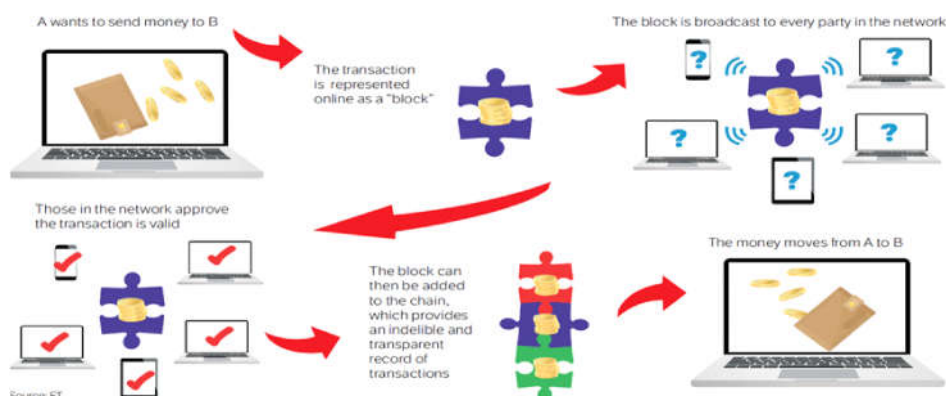 A wants to send money to B
The transaction
is represented
online as a “block”
The block is broadcast to every party in the network
?
?
?
?
?
Those in the network approve
the transaction is valid
The block can
then be added
to the chain,
which provides
an indelible and
transparent
record of
transactions
The money moves from A to B
Source: FT